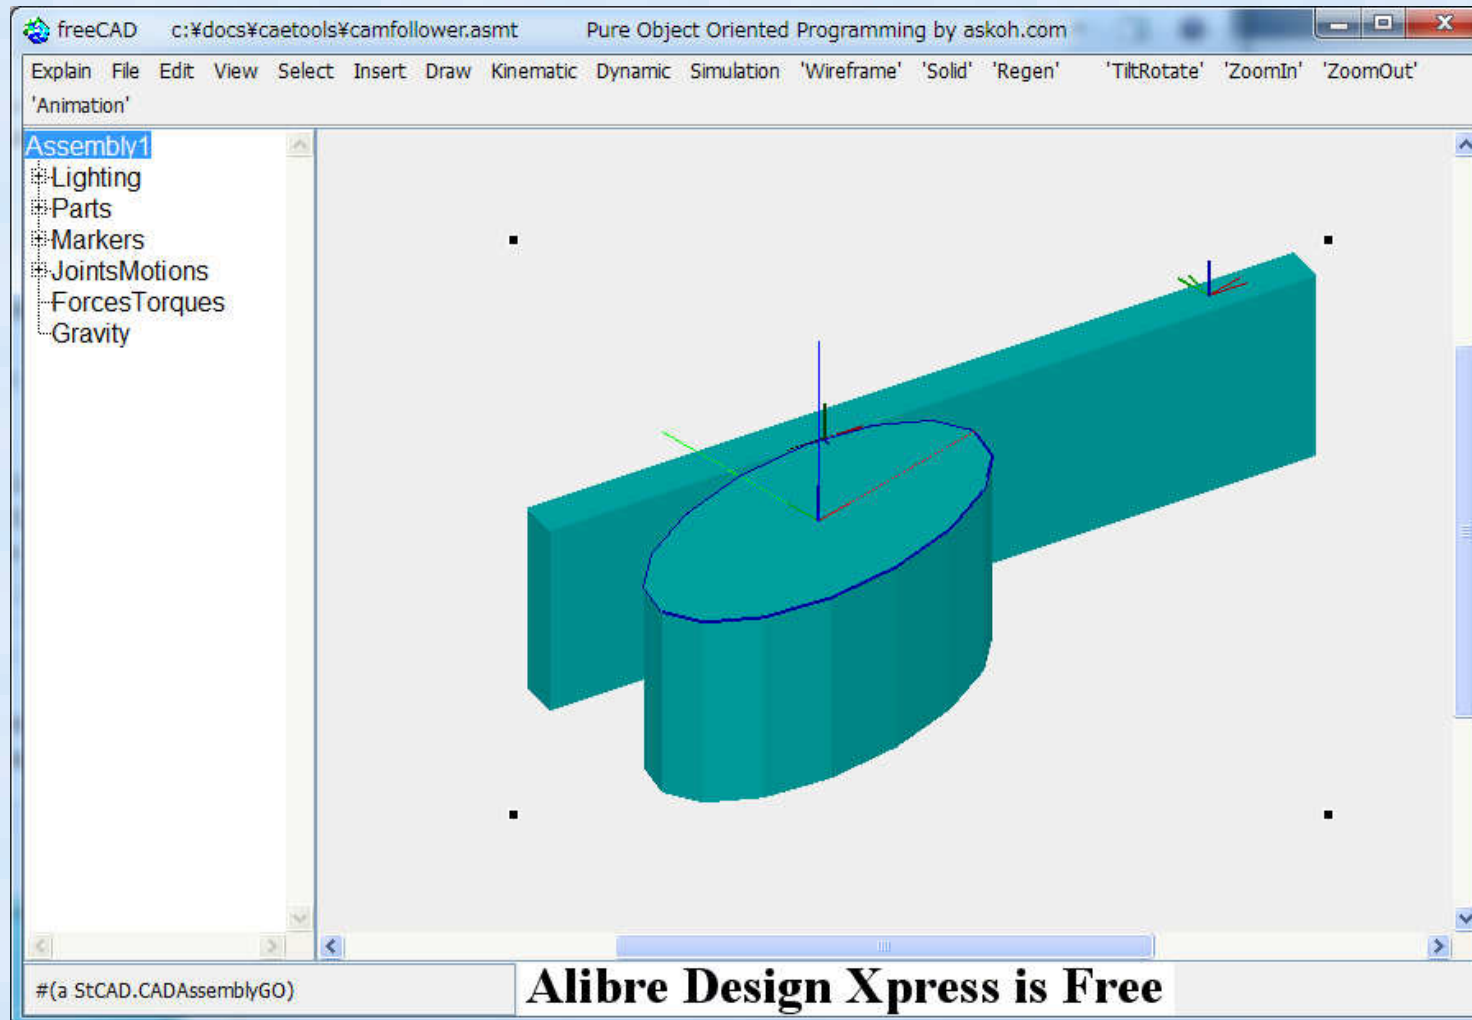 freeCAD c:¥docs¥caetools¥camfollower.asmt Pure Object Oriented Programming by askoh.com
Explain File Edit View Select Insert Draw Kinematic Dynamic Simulation 'Wireframe' 'Solid' 'Regen' 'TiltRotate' 'ZoomIn' 'ZoomOut'
'Animation'
Assembly1
Lighting
Parts
Markers
JointsMotions
ForcesTorques
Gravity
#(a StCAD.CADAssemblyGO)
Alibre Design Xpress is Free